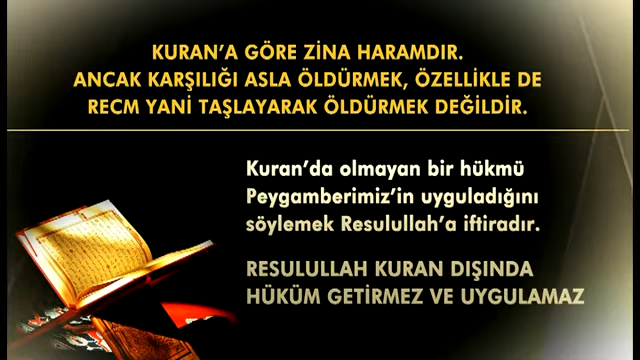 KURAN’A GÖRE ZİNA HARAMDIR.
ANCAK KARŞILIĞI ASLA ÖLDÜRMEK, ÖZELLİKLE DE
RECM YANİ TAŞLAYARAK ÖLDÜRMEK DEĞİLDİR.
Kuran’da olmayan bir hükmü
Peygamberimiz’in uyguladığını
söylemek Resulullah’a iftiradır.
RESULULLAH KURAN DIŞINDA
HÜKÜM GETİRMEZ VE UYGULAMAZ